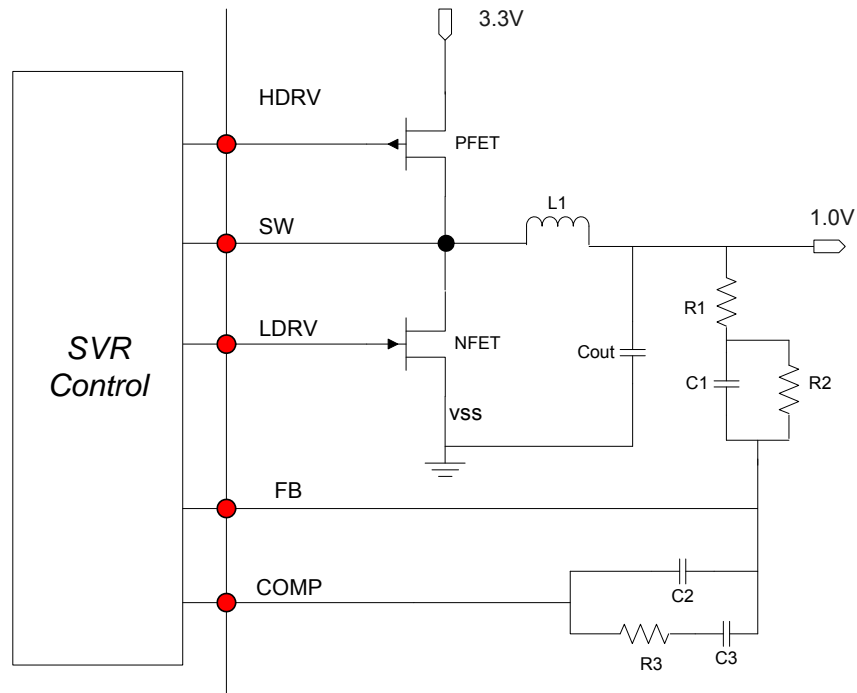 3.3V
HDRV
PFET
L1
1.0V
SW
R1
LDRV
NFET
SVR
Control
Cout
C1
R2
vss
FB
COMP
C2
R3
C3